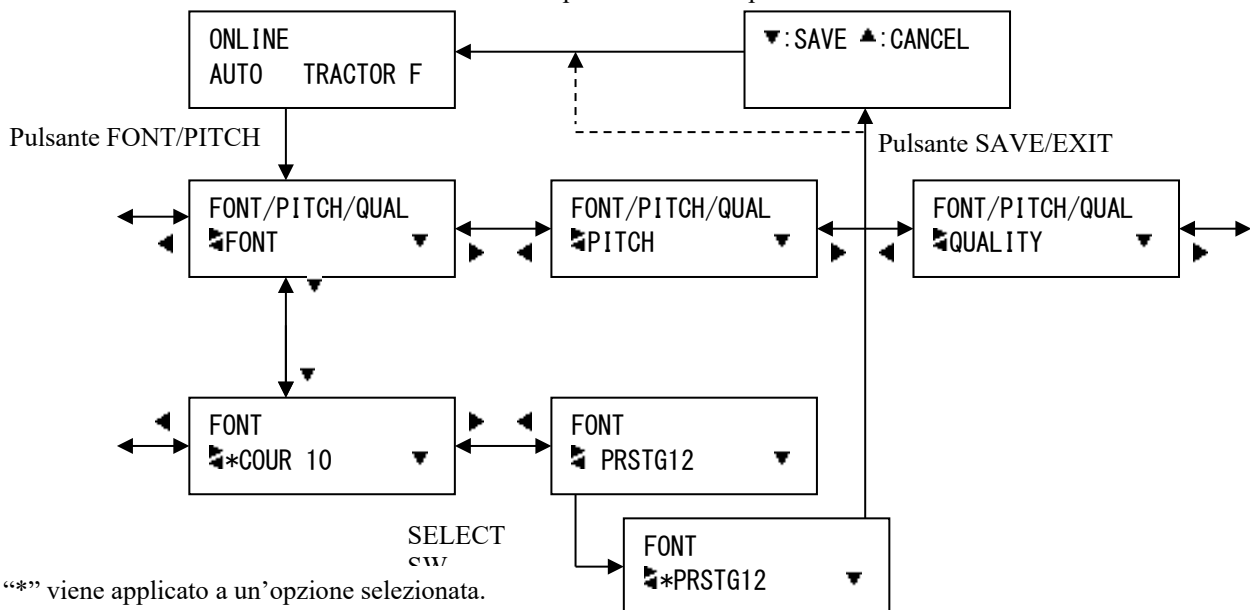 ONLINE
AUTO TRACTOR F
▼:SAVE ▲:CANCEL
Pulsante FONT/PITCH
Pulsante SAVE/EXIT
FONT/PITCH/QUAL
FONT ▼
FONT/PITCH/QUAL
PITCH ▼
FONT/PITCH/QUAL
QUALITY ▼
FONT
*COUR 10 ▼
FONT
PRSTG12 ▼
SELECT
SW
FONT
*PRSTG12 ▼
“*” viene applicato a un’opzione selezionata.